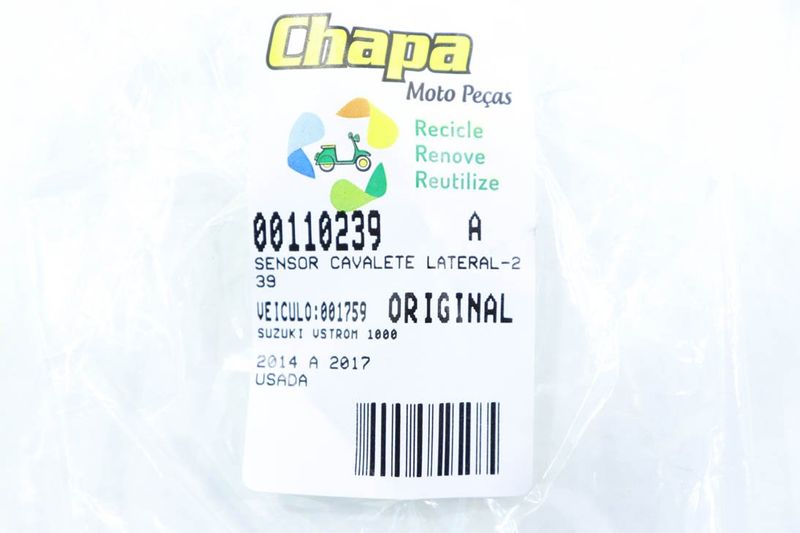 Chapa
Moto Peças
Recicle
Renove
Reutilize
00110239 A
SENSOR CAVALETE LATERAL-2
39
VEICULO:001759 ORIGINAL
SUZUKI VSTROM 1000
2014 A 2017
USADA